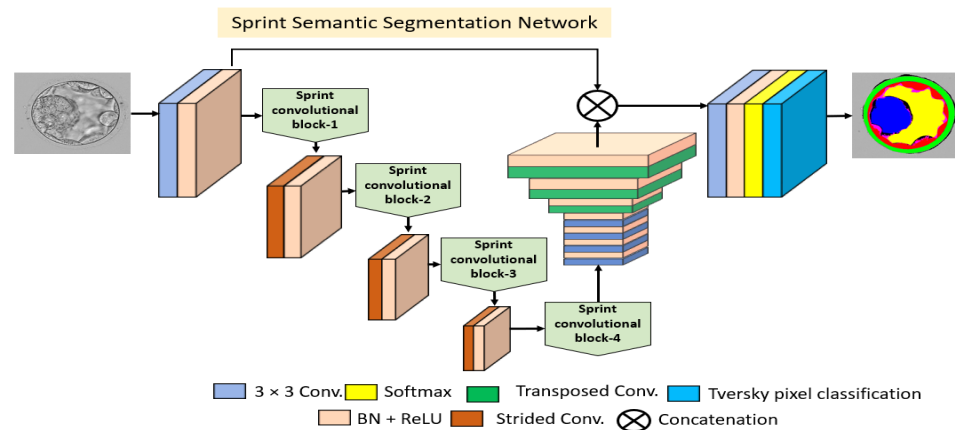 Sprint Semantic Segmentation Network
Sprint
convolutional
block-1
Sprint
convolutional
block-2
Sprint
convolutional
block-3
Sprint
convolutional
block-4
3 × 3 Conv.
Softmax
Transposed Conv.
Tversky pixel classification
BN + ReLU
Strided Conv.
Concatenation